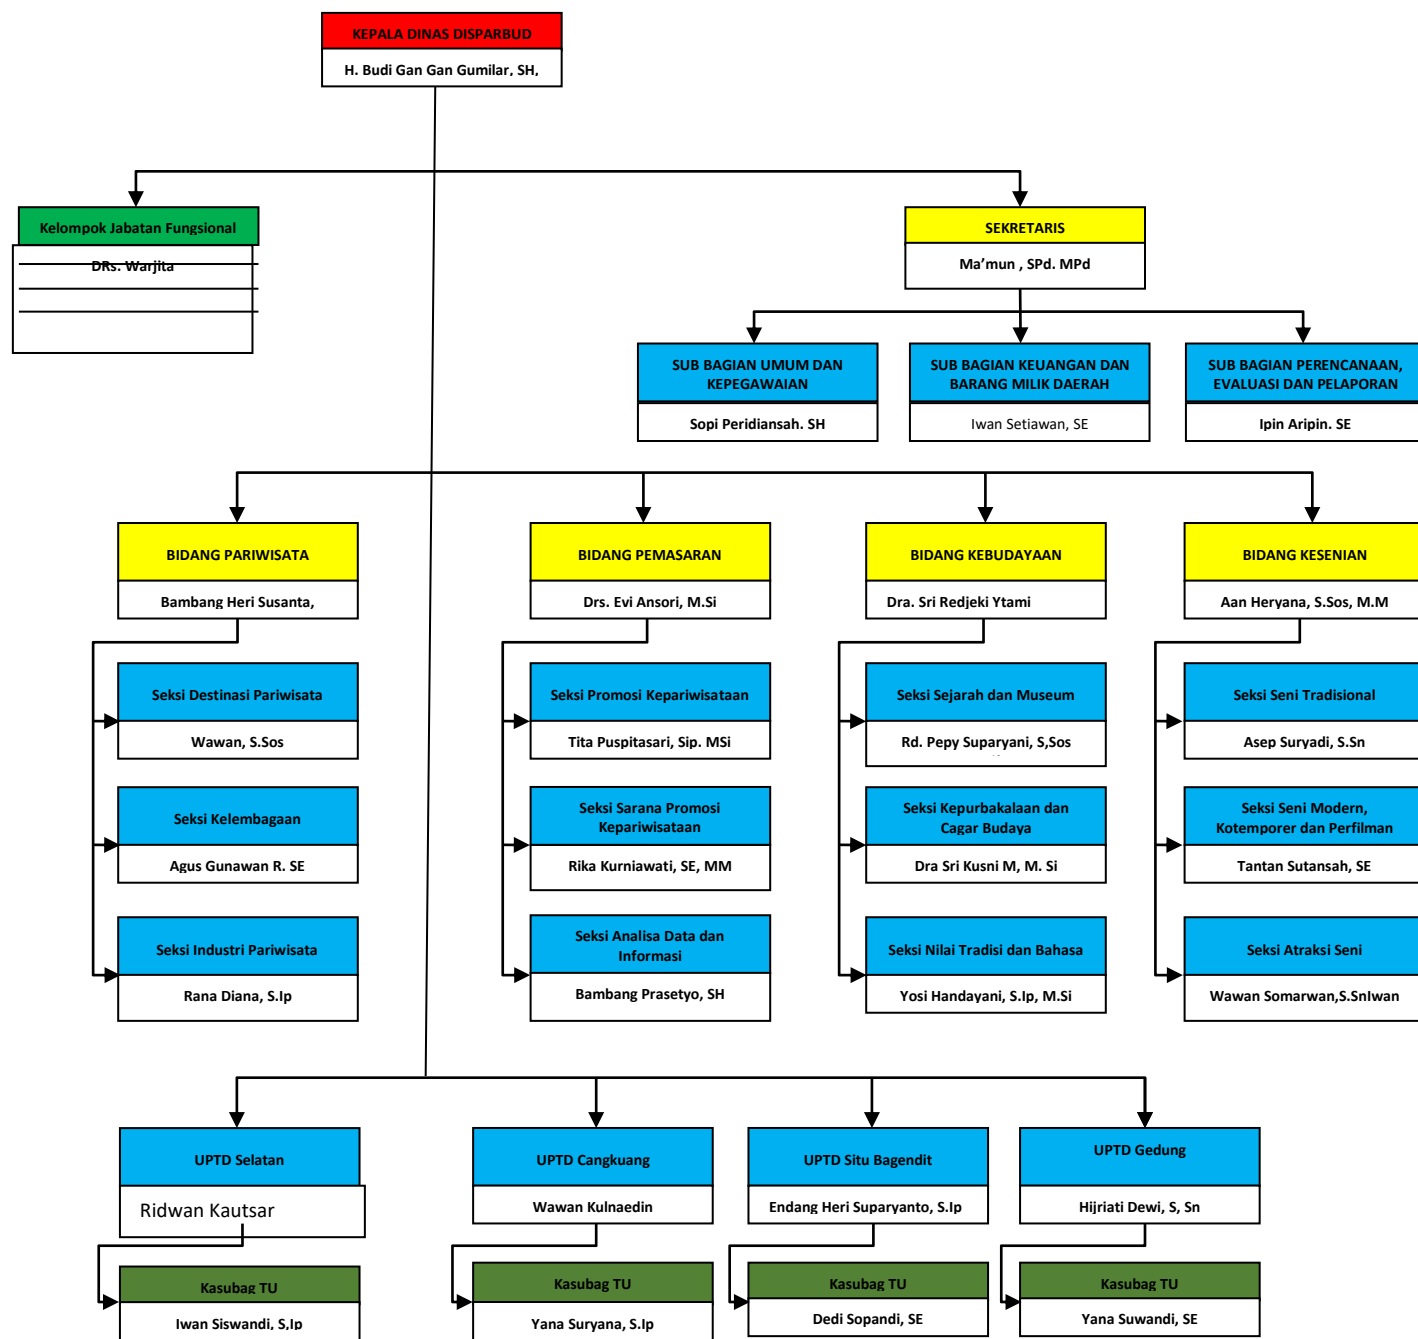 KEPALA DINAS DISPARBUD
H. Budi Gan Gan Gumilar, SH,
Kelompok Jabatan Fungsional
DRs. Warjita
SEKRETARIS
Ma’mun , SPd. MPd
SUB BAGIAN UMUM DAN
KEPEGAWAIAN
Sopi Peridiansah. SH
SUB BAGIAN KEUANGAN DAN
BARANG MILIK DAERAH
Iwan Setiawan, SE
SUB BAGIAN PERENCANAAN,
EVALUASI DAN PELAPORAN
Ipin Aripin. SE
BIDANG PARIWISATA
Bambang Heri Susanta,
BIDANG PEMASARAN
Drs. Evi Ansori, M.Si
BIDANG KEBUDAYAAN
Dra. Sri Redjeki Ytami
BIDANG KESENIAN
Aan Heryana, S.Sos, M.M
Seksi Destinasi Pariwisata
Wawan, S.Sos
Seksi Promosi Kepariwisataan
Tita Puspitasari, Sip. MSi
Seksi Sejarah dan Museum
Rd. Pepy Suparyani, S,Sos
Seksi Seni Tradisional
Asep Suryadi, S.Sn
Seksi Kelembagaan
Agus Gunawan R. SE
Seksi Sarana Promosi
Kepariwisataan
Rika Kurniawati, SE, MM
Seksi Kepurbakalaan dan
Cagar Budaya
Dra Sri Kusni M, M. Si
Seksi Seni Modern,
Kotemporer dan Perfilman
Tantan Sutansah, SE
Seksi Industri Pariwisata
Rana Diana, S.Ip
Seksi Analisa Data dan
Informasi
Bambang Prasetyo, SH
Seksi Nilai Tradisi dan Bahasa
Yosi Handayani, S.Ip, M.Si
Seksi Atraksi Seni
Wawan Somarwan,S.SnIwan
UPTD Selatan
Ridwan Kautsar
UPTD Cangkuang
Wawan Kulnaedin
UPTD Situ Bagendit
Endang Heri Suparyanto, S.Ip
UPTD Gedung
Hijriati Dewi, S, Sn
Kasubag TU
Iwan Siswandi, S,Ip
Kasubag TU
Yana Suryana, S.Ip
Kasubag TU
Dedi Sopandi, SE
Kasubag TU
Yana Suwandi, SE